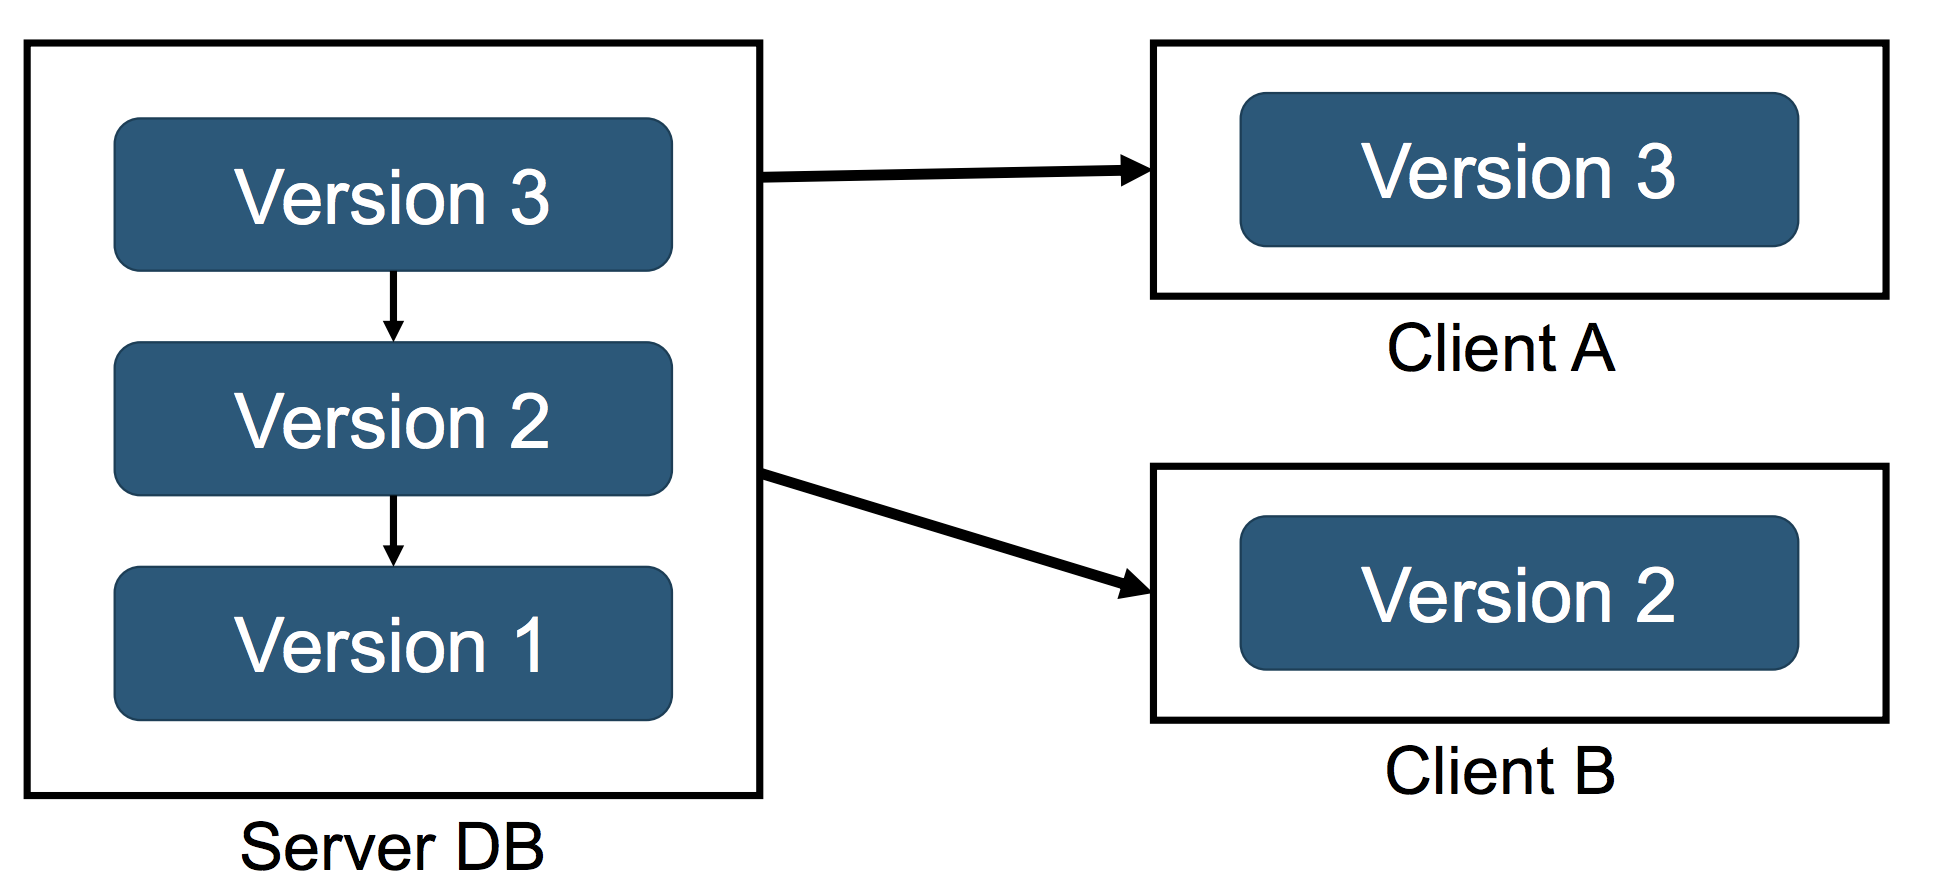 Version 3
Version 2
Version 1
Server DB
Version 3
Client A
Version 2
Client B